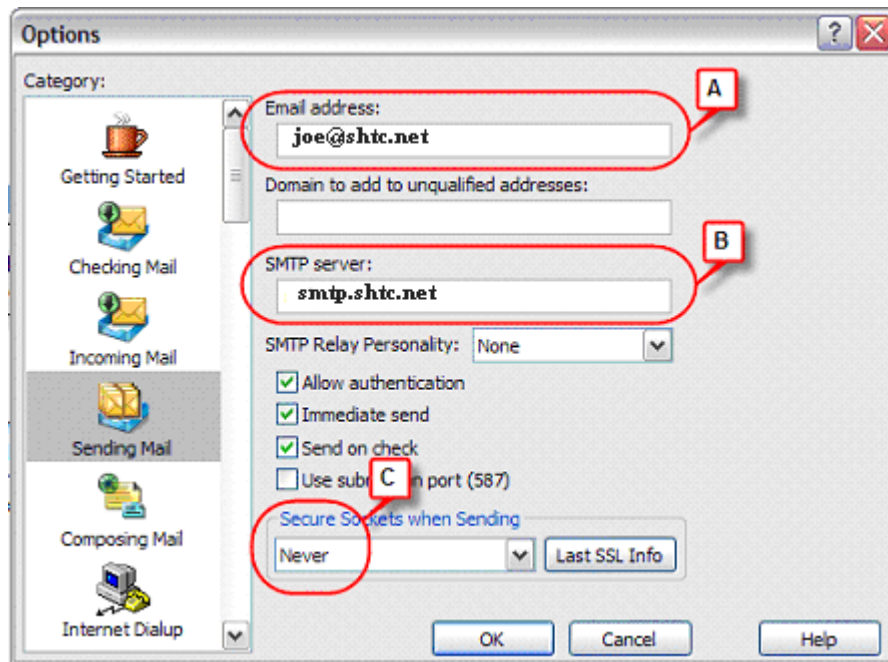 Options
Category:
Getting Started
Checking Mail
Incoming Mail
Sending Mail
Composing Mail
Internet Dialup
A
Email address:
joe@shtc.net
Domain to add to unqualified addresses:
B
SMTP server:
smtp.shtc.net
SMTP Relay Personality: None
Allow authentication
Immediate send
Send on check
C
Use port (587)
Secure Sockets when Sending
Never Last SSL Info
OK Cancel Help